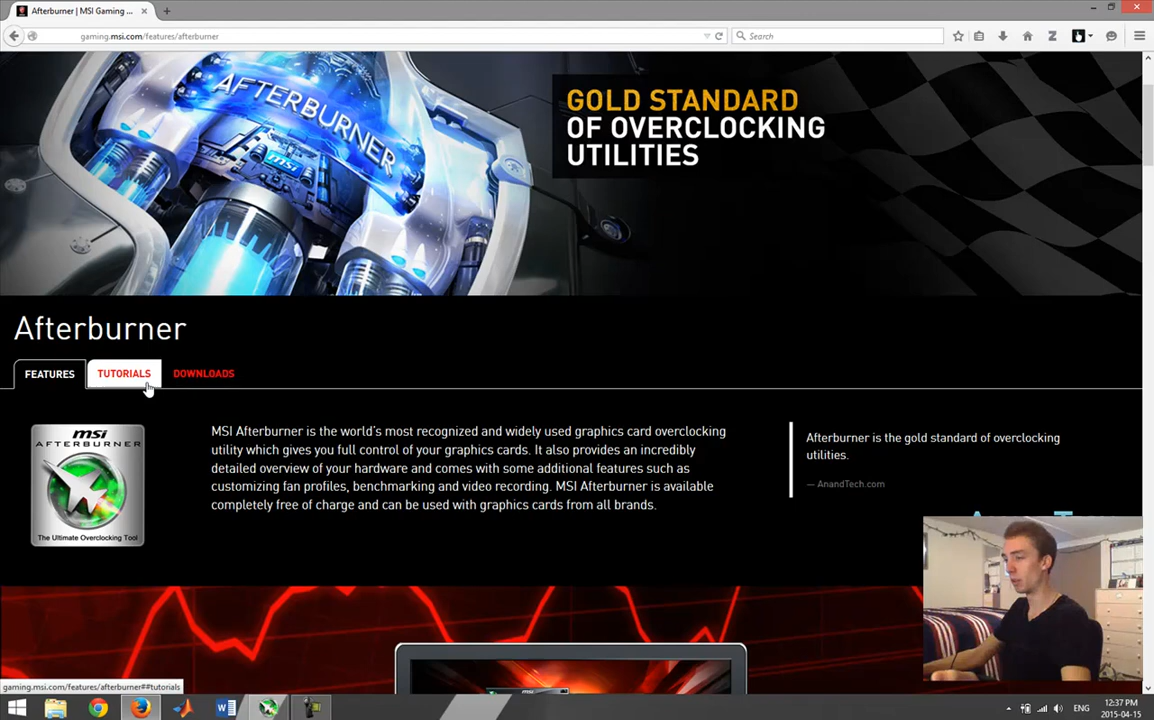 Afterburner | MSI Gaming ...
gaming.msi.com/features/afterburner
Search
AFTERBURNER
msi
GOLD STANDARD
OF OVERCLOCKING
UTILITIES
Afterburner
FEATURES
TUTORIALS
DOWNLOADS
msi
AFTERBURNER
The Ultimate Overclocking Tool
MSI Afterburner is the world's most recognized and widely used graphics card overclocking
utility which gives you full control of your graphics cards. It also provides an incredibly
detailed overview of your hardware and comes with some additional features such as
customizing fan profiles, benchmarking and video recording. MSI Afterburner is available
completely free of charge and can be used with graphics cards from all brands.
Afterburner is the gold standard of overclocking
utilities.
— AnandTech.com
gaming.msi.com/features/afterburner##tutorials
ENG
12:37 PM
2015-04-15